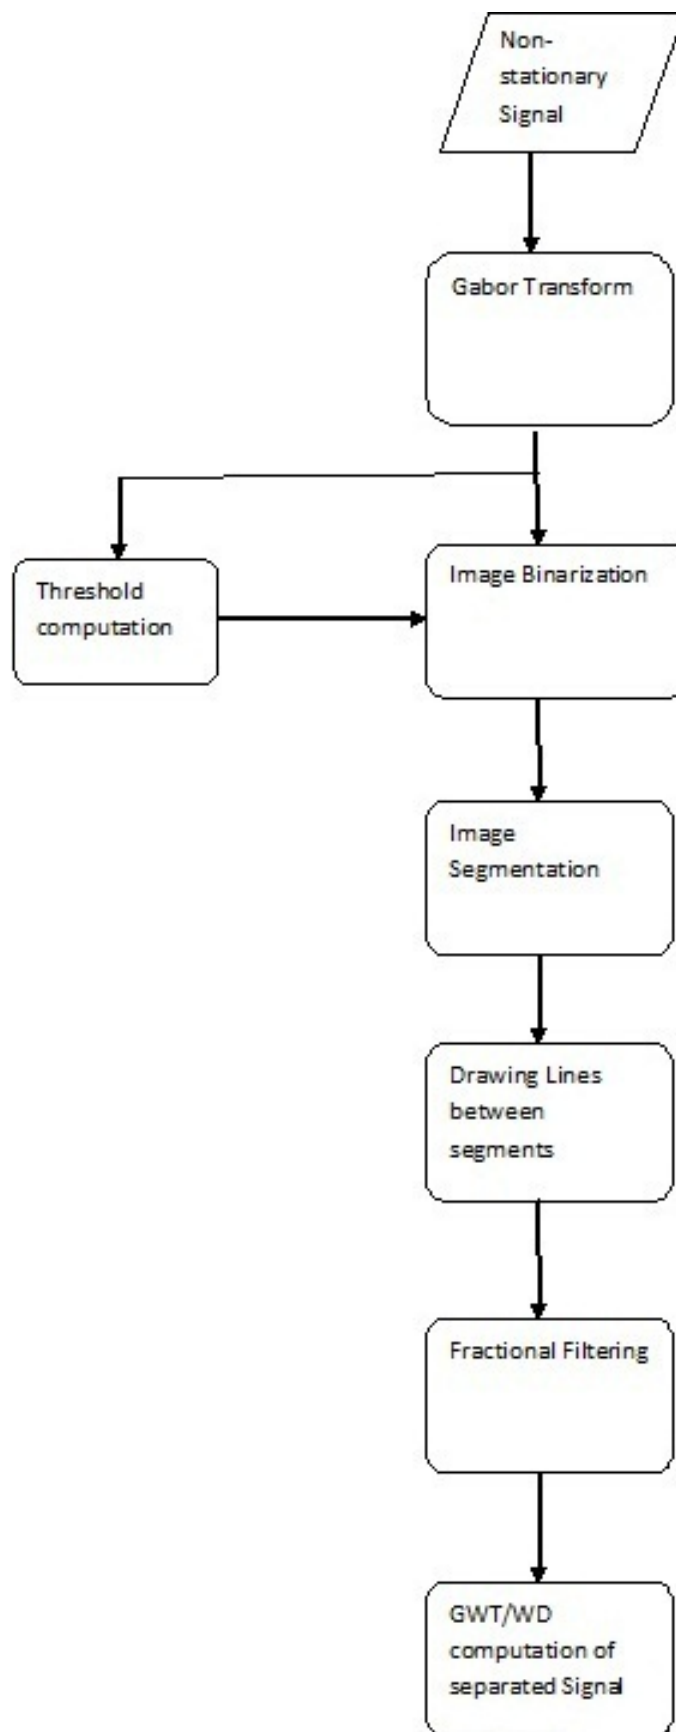 Non-
stationary
Signal
Gabor Transform
Threshold
computation
Image Binarization
Image
Segmentation
Drawing Lines
between
segments
Fractional Filtering
GWT/WD
computation of
separated Signal